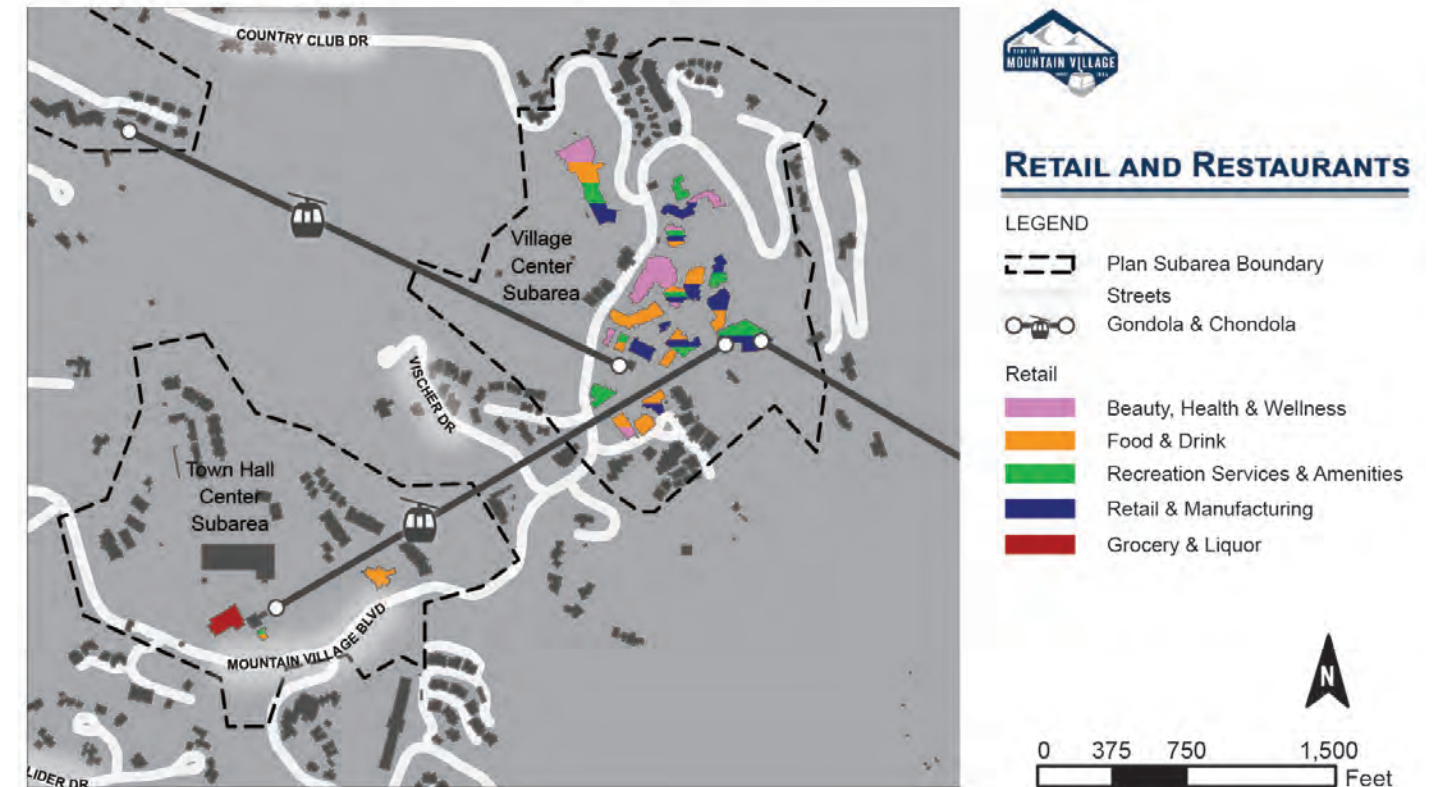 COUNTRY CLUB DR
Village
Center
Subarea
VISCHER DR
Town Hall
Center
Subarea
MOUNTAIN VILLAGE BLVD
LIDER DR
MOUNTAIN VILLAGE
RETAIL AND RESTAURANTS
LEGEND
Plan Subarea Boundary
Streets
Gondola & Chondola
Retail
Beauty, Health & Wellness
Food & Drink
Recreation Services & Amenities
Retail & Manufacturing
Grocery & Liquor
N
0 375 750 1,500
Feet